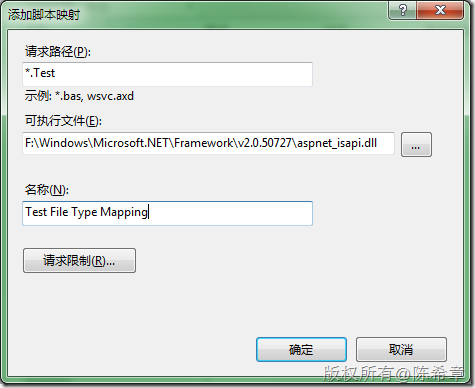 添加脚本映射
请求路径(P):
*.Test
示例: *.bas, wsvc.axd
可执行文件(E):
F:\Windows\Microsoft.NET\Framework\v2.0.50727\aspnet_isapi.dll
...
名称(N):
Test File Type Mapping
请求限制(R)...
确定
取消
版权所有@陈希章